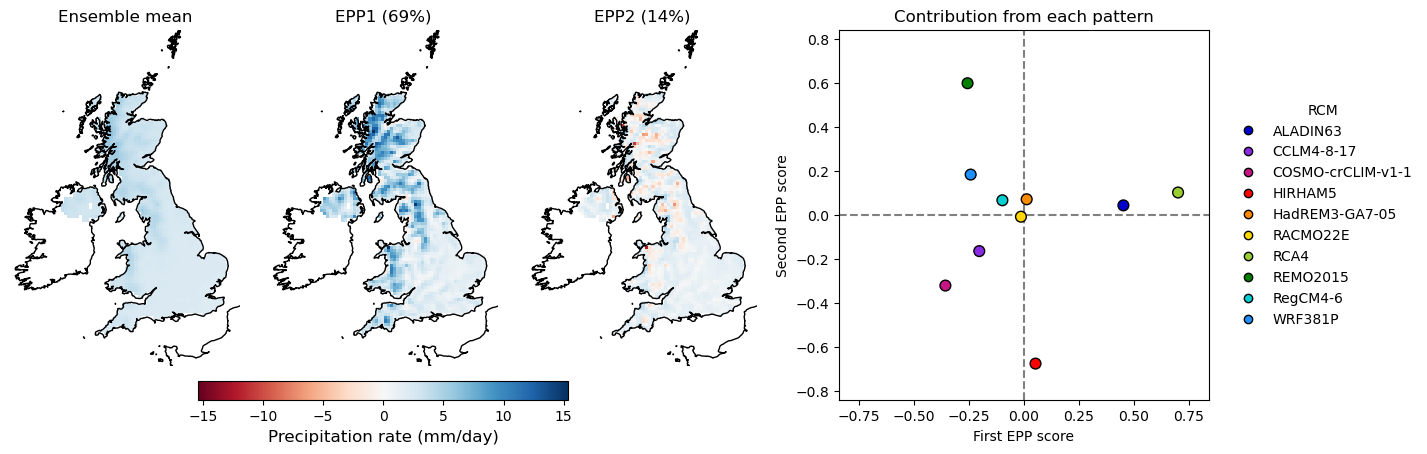 Ensemble mean
EPP1 (69%)
EPP2 (14%)
Contribution from each pattern
0.8
0.6
0.4
0.2
0.0
−0.2
−0.4
−0.6
−0.8
Second EPP score
−0.75
−0.50
−0.25
0.00
0.25
0.50
0.75
First EPP score
RCM
ALADIN63
CCLM4-8-17
COSMO-crCLIM-v1-1
HIRHAM5
HadREM3-GA7-05
RACMO22E
RCA4
REMO2015
RegCM4-6
WRF381P
−15
−10
−5
0
5
10
15
Precipitation rate (mm/day)